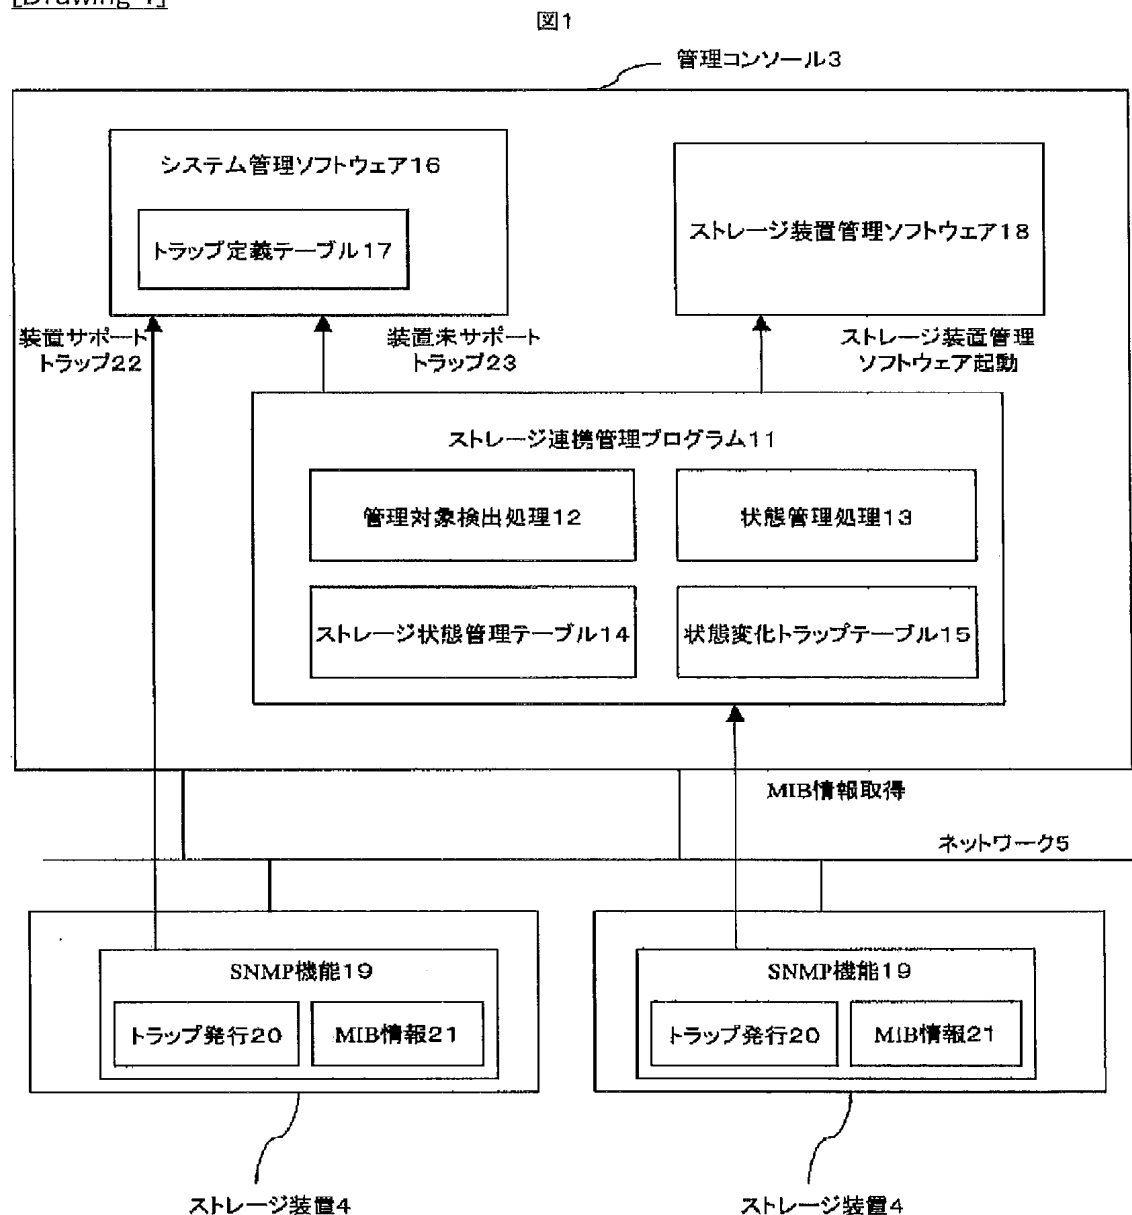 [Drawing 1]
図1
管理コンソール3
システム管理ソフトウェア16
トラップ定義テーブル17
ストレージ装置管理ソフトウェア18
装置サポート
トラップ22
装置未サポート
トラップ23
ストレージ装置管理
ソフトウェア起動
ストレージ連携管理プログラム11
管理対象検出処理12
状態管理処理13
ストレージ状態管理テーブル14
状態変化トラップテーブル15
MIB情報取得
ネットワーク5
SNMP機能19
トラップ発行20
MIB情報21
SNMP機能19
トラップ発行20
MIB情報21
ストレージ装置4
ストレージ装置4